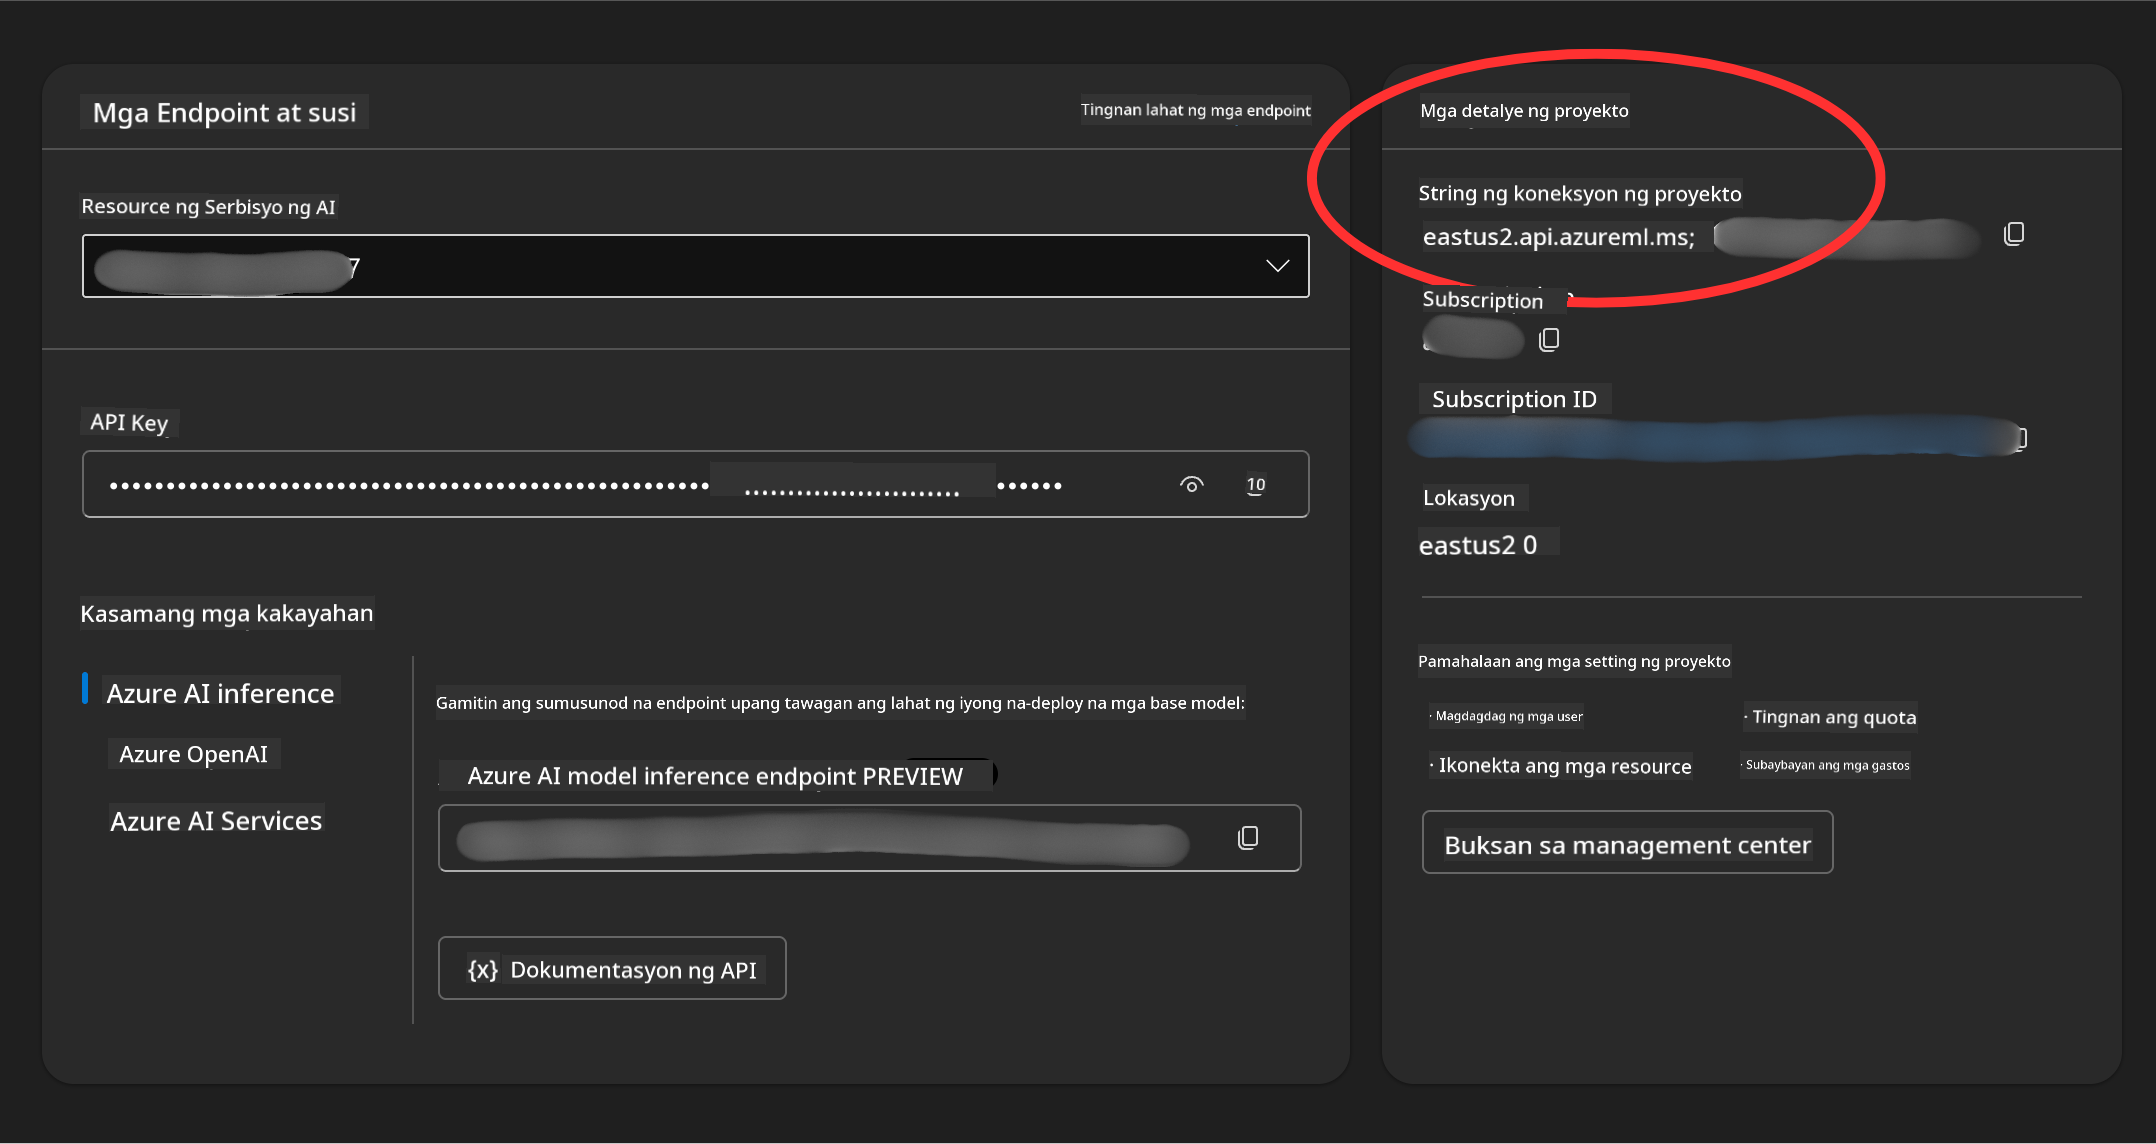 Mga Endpoint at susi
Tingnan lahat ng mga endpoint
Resource ng Serbisyo ng AI
7
API Key
10
Kasamang mga kakayahan
Azure AI inference
Azure OpenAI
Azure AI Services
Gamitin ang sumusunod na endpoint upang tawagan ang lahat ng iyong na-deploy na mga base model:
Azure AI model inference endpoint PREVIEW
{x} Dokumentasyon ng API
Mga detalye ng proyekto
String ng koneksyon ng proyekto
eastus2.api.azureml.ms;
Subscription
Subscription ID
Lokasyon
eastus2 0
Pamahalaan ang mga setting ng proyekto
· Magdagdag ng mga user
· Tingnan ang quota
· Ikonekta ang mga resource
· Subaybayan ang mga gastos
Buksan sa management center